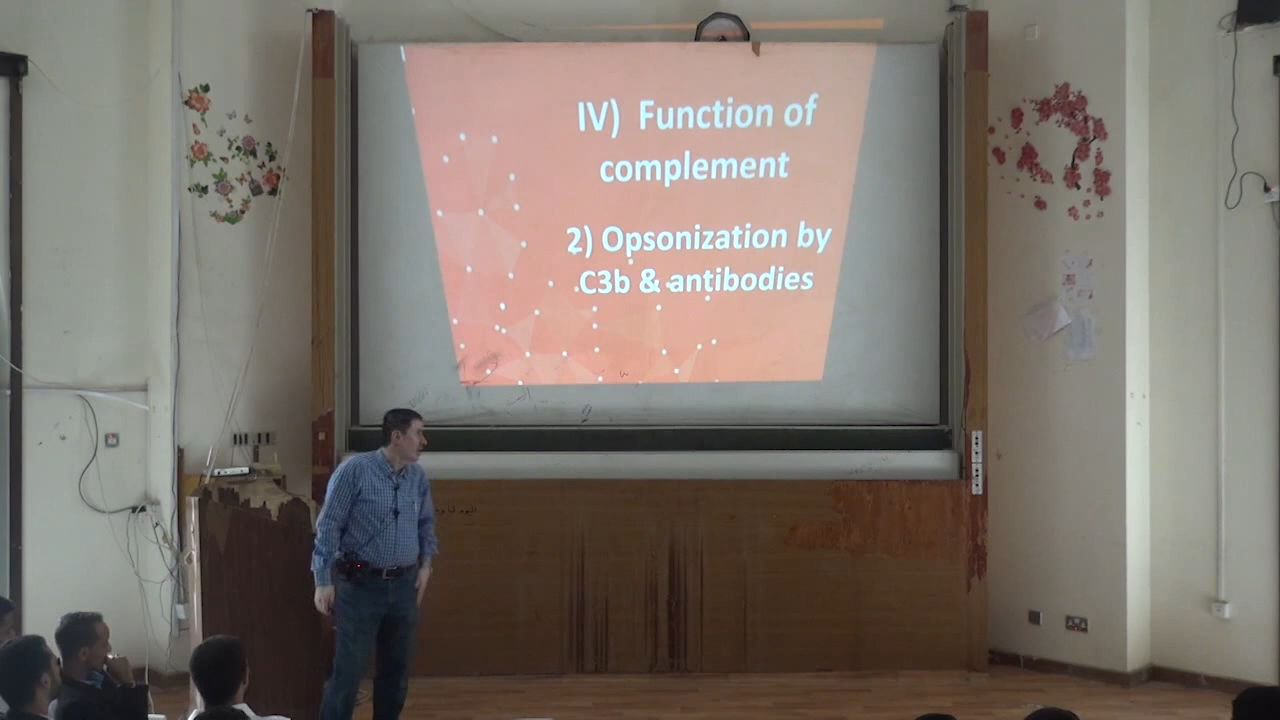 IV) Function of
complement
2) Opsonization by
C3b & antibodies